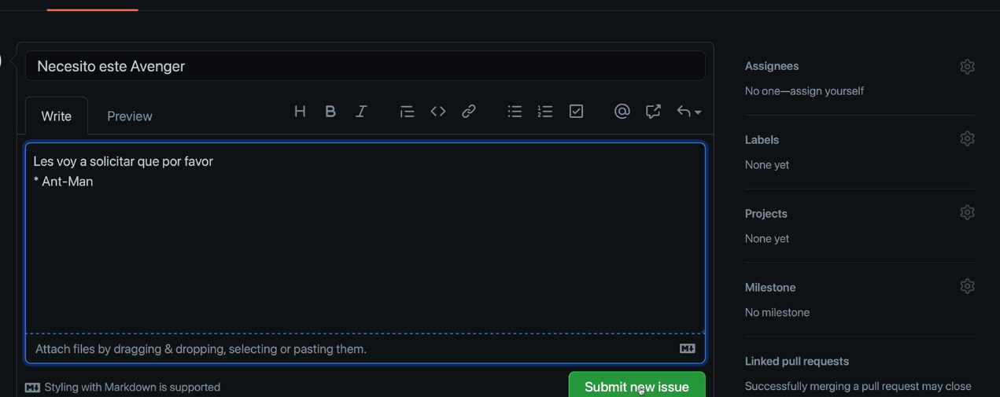 Necesito este Avenger
Write
Preview
Les voy a solicitar que por favor
* Ant-Man
Attach files by dragging & dropping, selecting or pasting them.
Styling with Markdown is supported
Submit new issue
Assignees
No one—assign yourself
Labels
None yet
Projects
None yet
Milestone
No milestone
Linked pull requests
Successfully merging a pull request may close